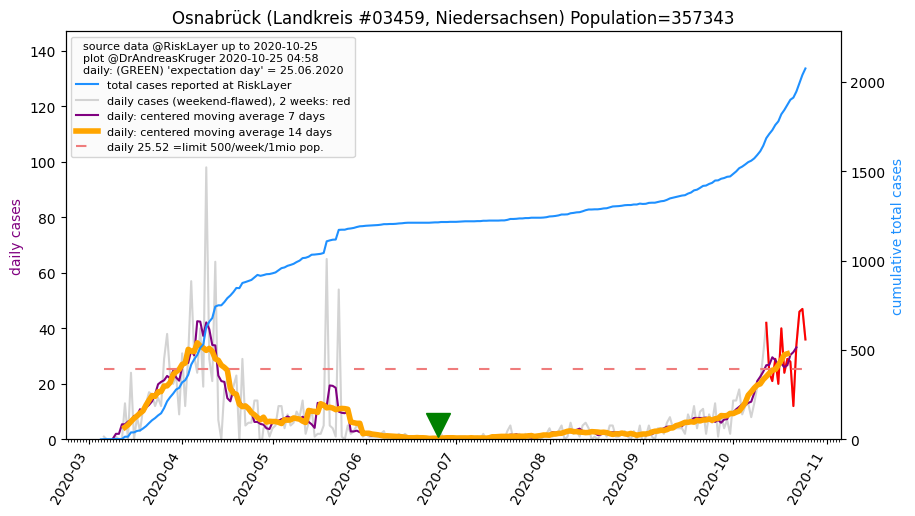 Osnabrück (Landkreis #03459, Niedersachsen) Population=357343
source data @RiskLayer up to 2020-10-25
plot @DrAndreasKruger 2020-10-25 04:58
daily: (GREEN) 'expectation day' = 25.06.2020
total cases reported at RiskLayer
daily cases (weekend-flawed), 2 weeks: red
daily: centered moving average 7 days
daily: centered moving average 14 days
daily 25.52 =limit 500/week/1mio pop.
daily cases
140
120
100
80
60
40
20
0
cumulative total cases
2000
1500
1000
500
0
2020-03
2020-04
2020-05
2020-06
2020-07
2020-08
2020-09
2020-10
2020-11